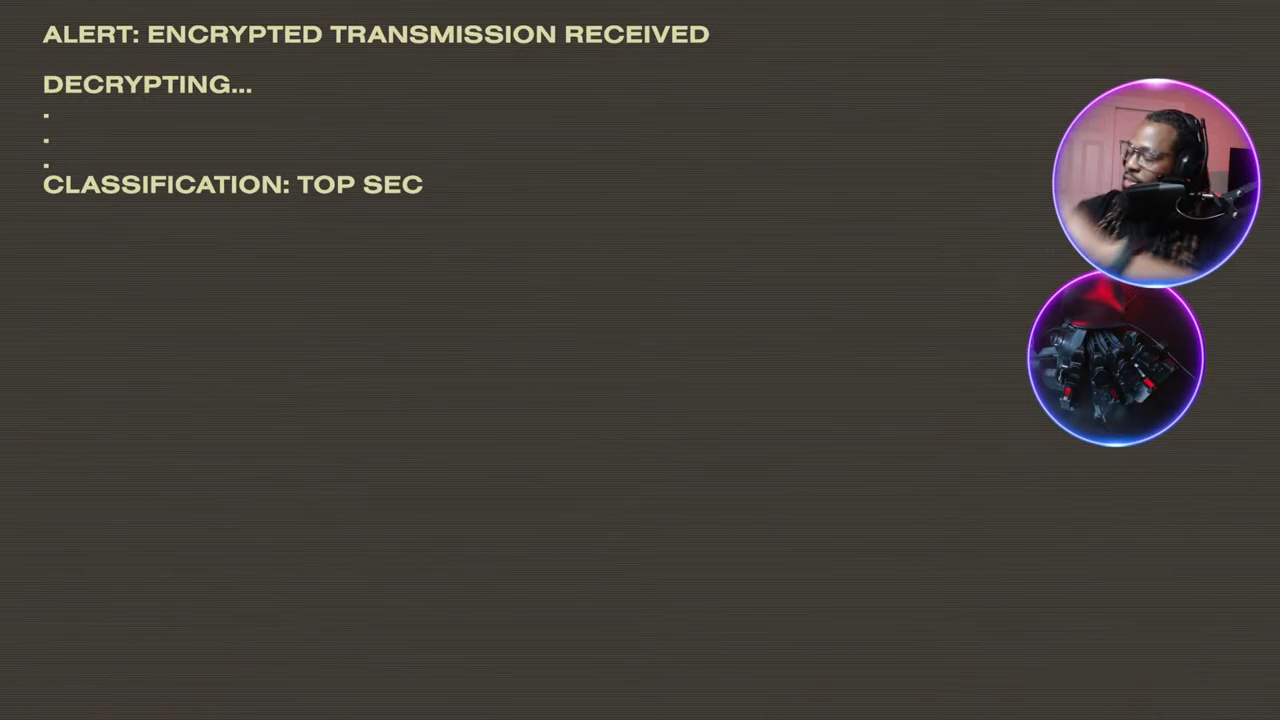 ALERT: ENCRYPTED TRANSMISSION RECEIVED
DECRYPTING...
.
.
.
CLASSIFICATION: TOP SEC